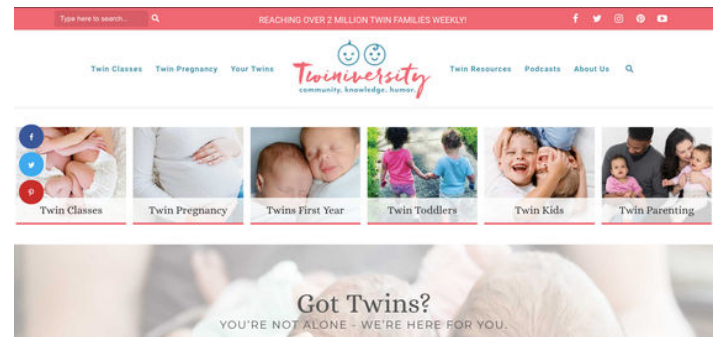 Type here to search...
REACHING OVER 2 MILLION TWIN FAMILIES WEEKLY!
Twin Classes Twin Pregnancy Your Twins
Twiniversity
community. knowledge. humor.
Twin Resources Podcasts About Us
Twin Classes
Twin Pregnancy
Twins First Year
Twin Toddlers
Twin Kids
Twin Parenting
Got Twins?
YOU'RE NOT ALONE - WE'RE HERE FOR YOU.